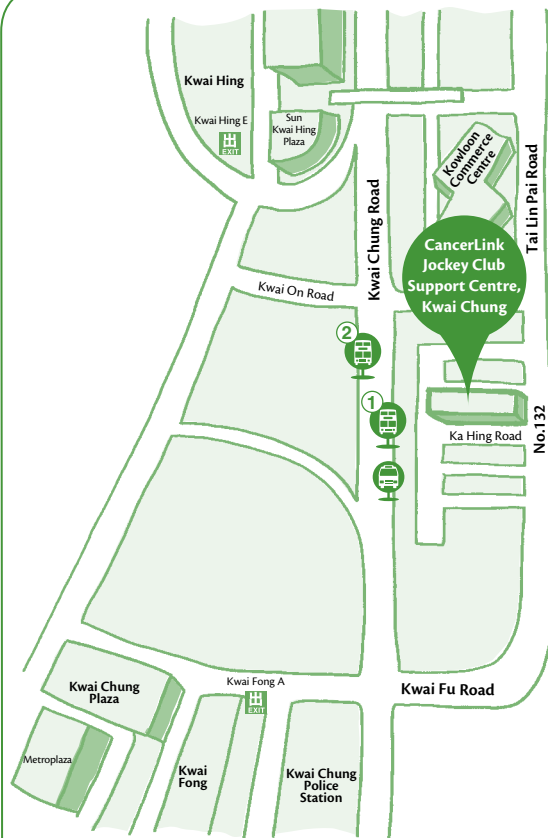 Kwai Hing
Kwai Hing E
EXIT
Sun
Kwai Hing
Plaza
Kowloon
Commerce
Centre
Tai Lin Pai Road
Kwai Chung Road
CancerLink
Jockey Club
Support Centre,
Kwai Chung
Kwai On Road
2
1
Ka Hing Road
No.132
Kwai Fong A
EXIT
Kwai Fu Road
Kwai Chung
Plaza
Metroplaza
Kwai
Fong
Kwai Chung
Police
Station